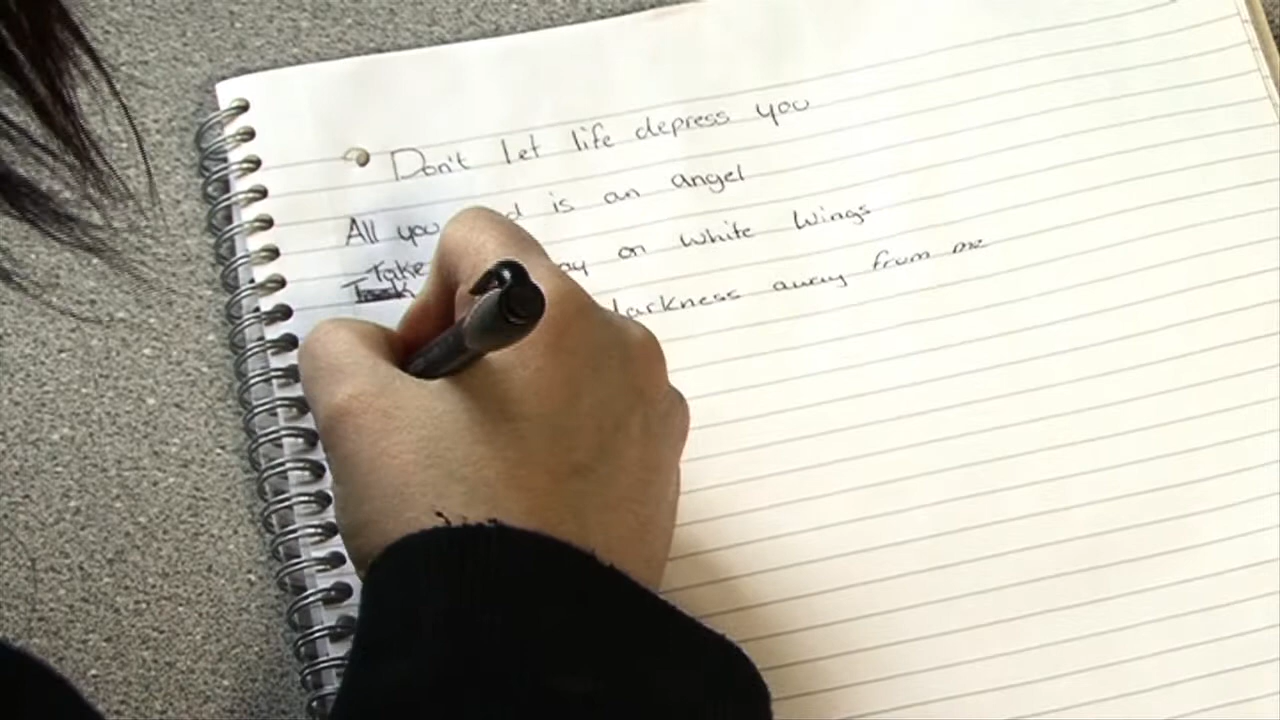 Don't let life depress you
All you is an angel
Take on white wings
darkness away from me